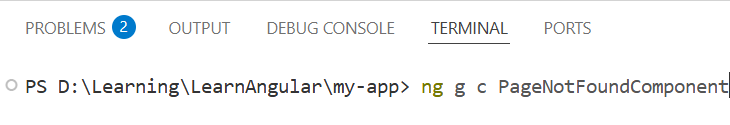 PROBLEMS 2 OUTPUT DEBUG CONSOLE TERMINAL PORTS
PS D:\Learning\LearnAngular\my-app> ng g c PageNotFoundComponent